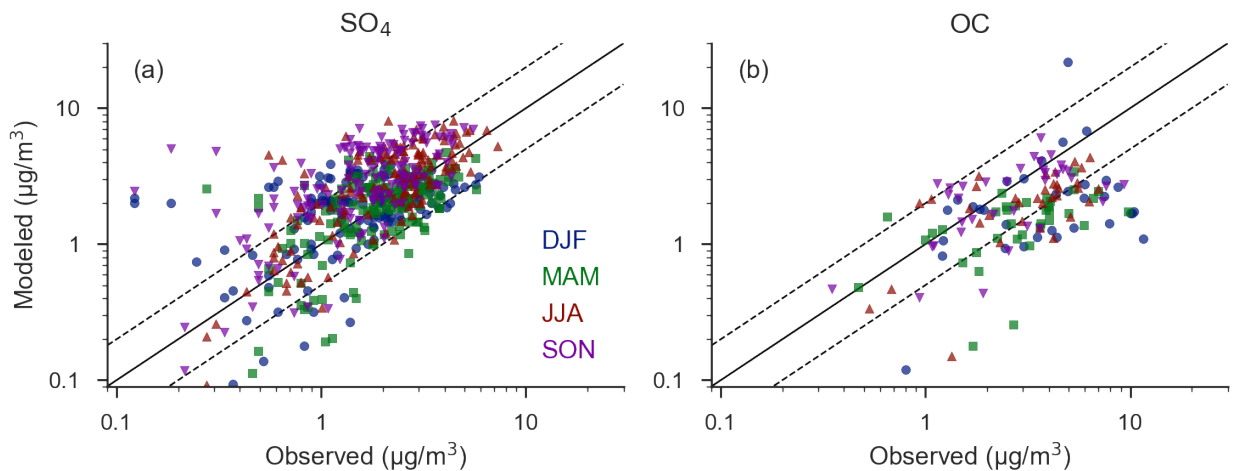 SO₄
(a)
10
1
0.1
Modeled (μg/m³)
DJF
MAM
JJA
SON
0.1
1
10
Observed (μg/m³)
OC
(b)
10
1
0.1
0.1
1
10
Observed (μg/m³)